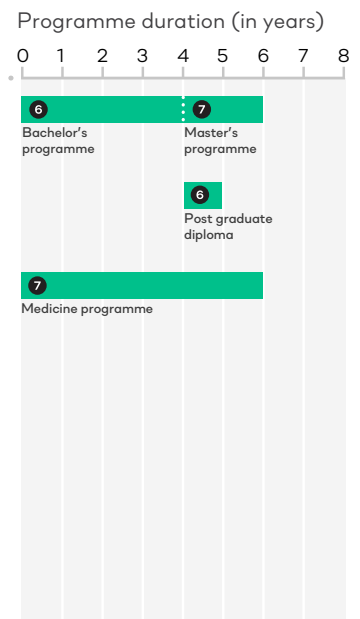 Programme duration (in years)
0 1 2 3 4 5 6 7 8
6 7
Bachelor's Master's
programme programme
6
Post graduate
diploma
7
Medicine programme